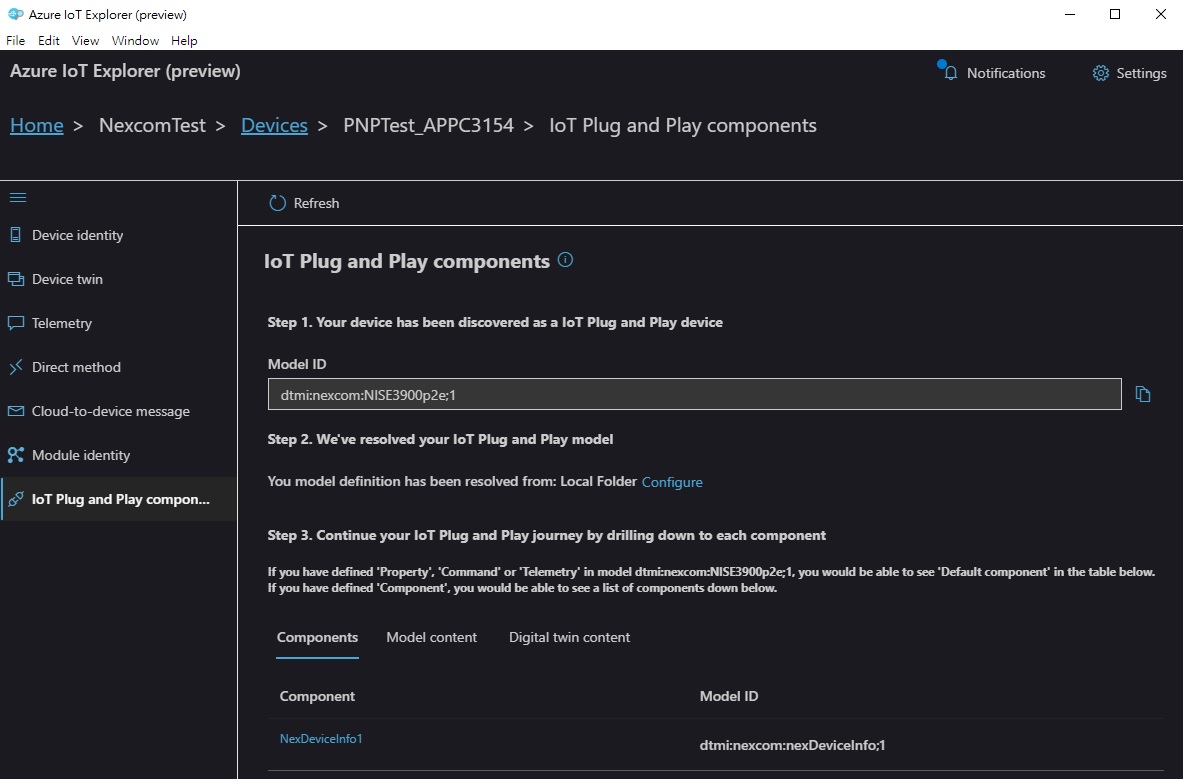 Azure IoT Explorer (preview)
File Edit View Window Help
Azure IoT Explorer (preview)
Notifications
Settings
Home > NexcomTest > Devices > PNPTest_APPC3154 > IoT Plug and Play components
Refresh
Device identity
Device twin
Telemetry
Direct method
Cloud-to-device message
Module identity
IoT Plug and Play compon...
IoT Plug and Play components
Step 1. Your device has been discovered as a IoT Plug and Play device
Model ID
dtmi:nexcom:NISE3900p2e;1
Step 2. We've resolved your IoT Plug and Play model
You model definition has been resolved from: Local Folder Configure
Step 3. Continue your IoT Plug and Play journey by drilling down to each component
If you have defined 'Property', 'Command' or 'Telemetry' in model dtmi:nexcom:NISE3900p2e;1, you would be able to see 'Default component' in the table below.
If you have defined 'Component', you would be able to see a list of components down below.
Components Model content Digital twin content
Component Model ID
NexDeviceInfo1 dtmi:nexcom:nexDeviceInfo;1